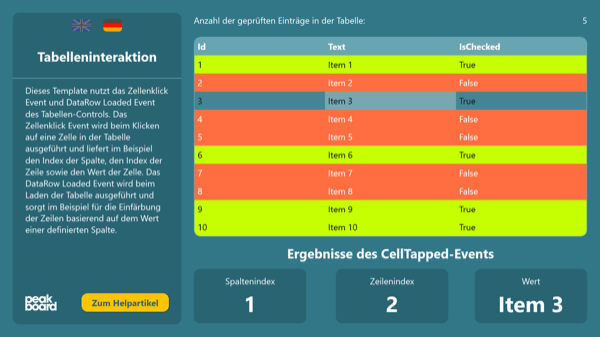 Tabelleninteraktion
Dieses Template nutzt das Zellenklick
Event und DataRow Loaded Event
des Tabellen-Controls. Das
Zellenklick Event wird beim Klicken
auf eine Zelle in der Tabelle
ausgeführt und liefert im Beispiel
den Index der Spalte, den Index der
Zeile sowie den Wert der Zelle. Das
DataRow Loaded Event wird beim
Laden der Tabelle ausgeführt und
sorgt im Beispiel für die Einfärbung
der Zeilen basierend auf dem Wert
einer definierten Spalte.
peak
board
Zum Helpartikel
Anzahl der geprüften Einträge in der Tabelle: 5
Id Text IsChecked
1 Item 1 True
2 Item 2 False
3 Item 3 True
4 Item 4 False
5 Item 5 False
6 Item 6 True
7 Item 7 False
8 Item 8 False
9 Item 9 True
10 Item 10 True
Ergebnisse des CellTapped-Events
Spaltenindex Zeilenindex Wert
1 2 Item 3